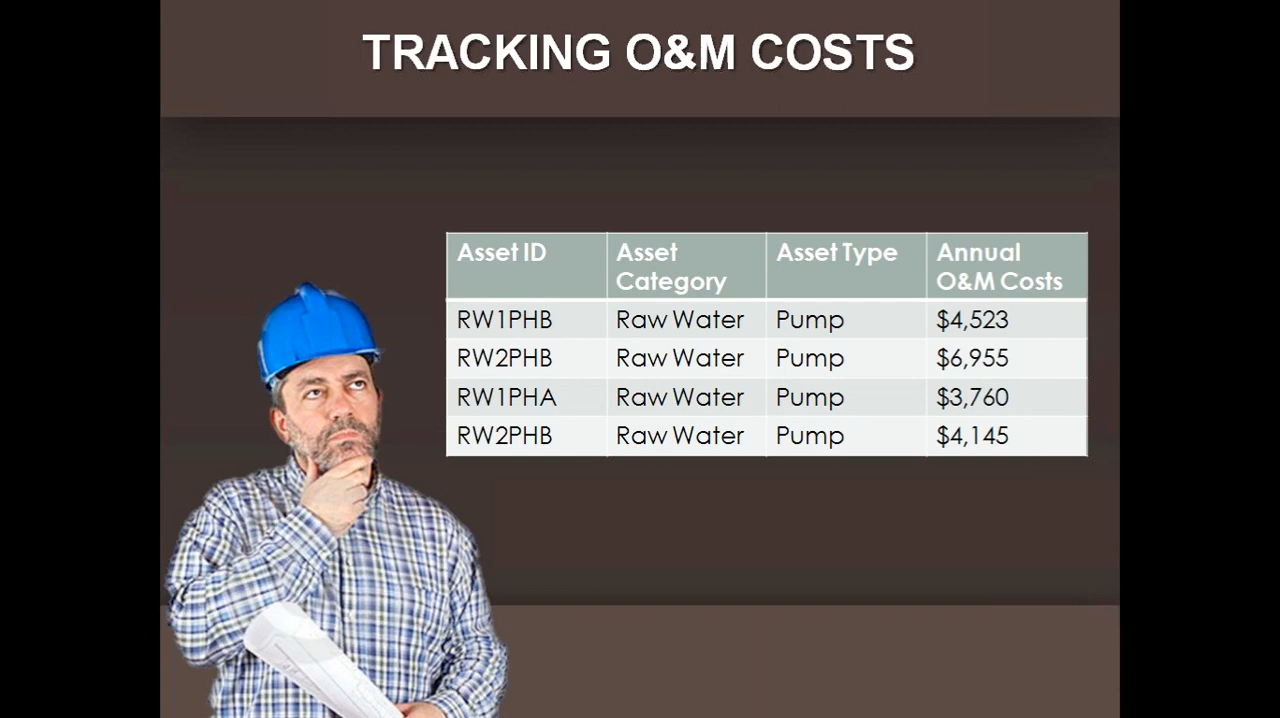 TRACKING O&M COSTS
Asset ID Asset Category Asset Type Annual O&M Costs
RW1PHB Raw Water Pump $4,523
RW2PHB Raw Water Pump $6,955
RW1PHA Raw Water Pump $3,760
RW2PHB Raw Water Pump $4,145